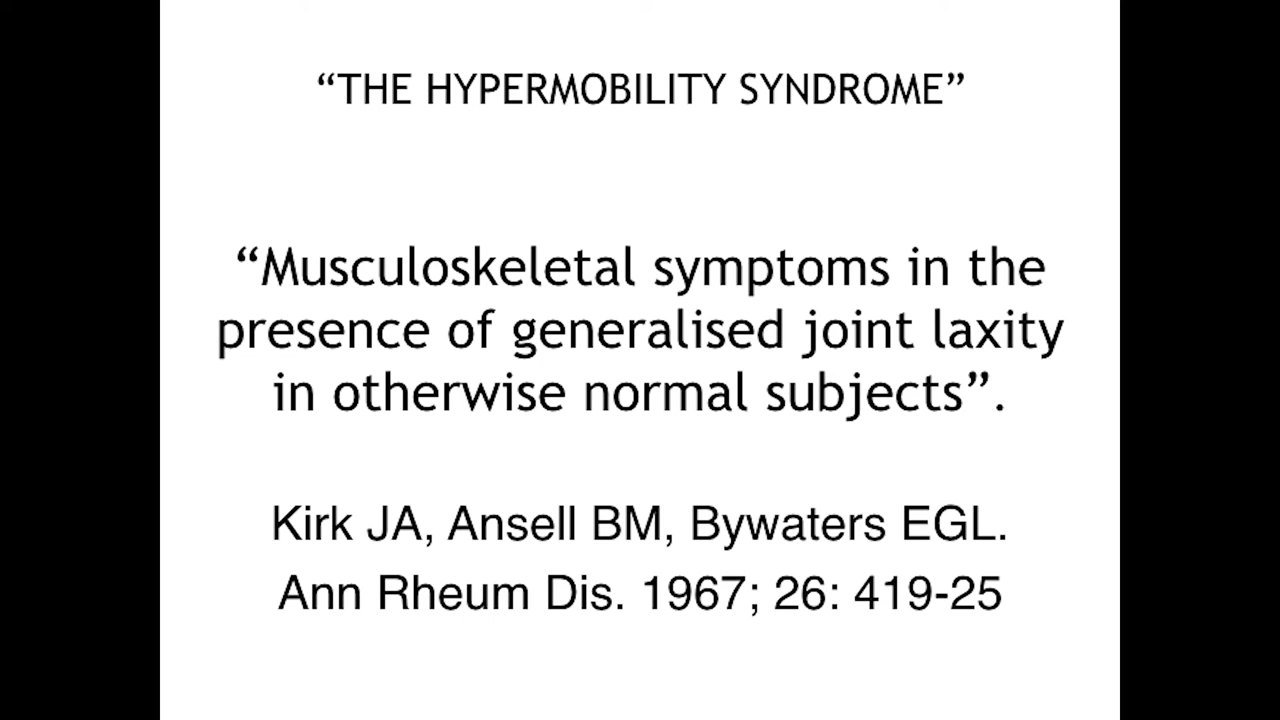 “THE HYPERMOBILITY SYNDROME”
“Musculoskeletal symptoms in the
presence of generalised joint laxity
in otherwise normal subjects”.
Kirk JA, Ansell BM, Bywaters EGL.
Ann Rheum Dis. 1967; 26: 419-25